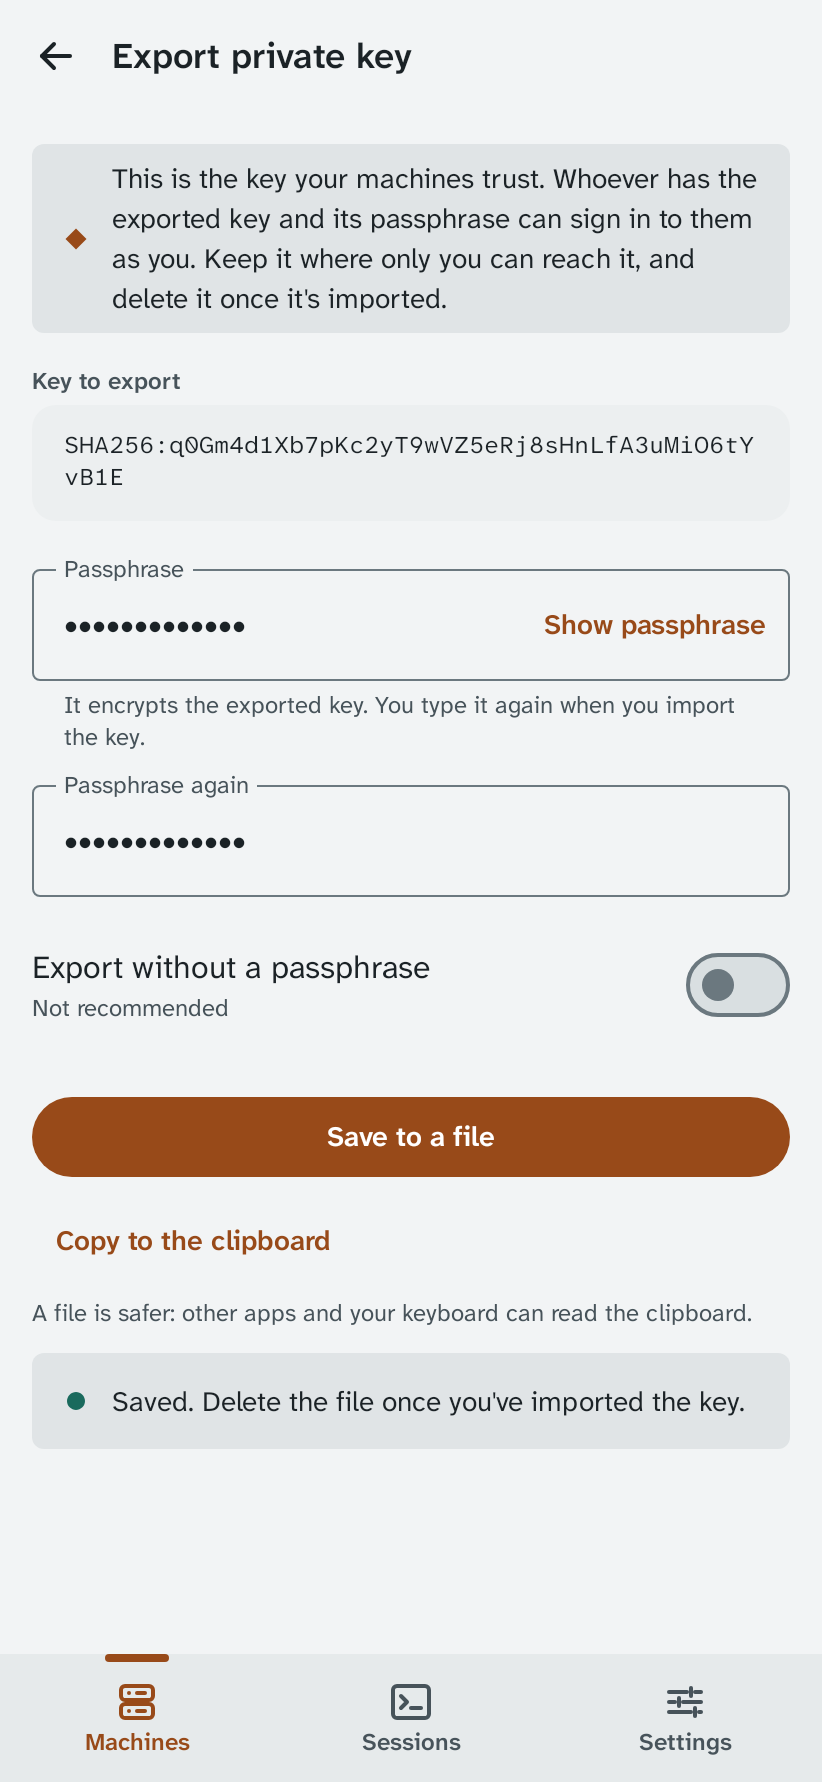 Export private key
This is the key your machines trust. Whoever has the
exported key and its passphrase can sign in to them
as you. Keep it where only you can reach it, and
delete it once it's imported.
Key to export
SHA256:q0Gm4d1Xb7pKc2yT9wVZ5eRj8sHnLfA3uMiO6tY
vB1E
Passphrase
•••••••••••••
Show passphrase
It encrypts the exported key. You type it again when you import
the key.
Passphrase again
•••••••••••••
Export without a passphrase
Not recommended
Save to a file
Copy to the clipboard
A file is safer: other apps and your keyboard can read the clipboard.
Saved. Delete the file once you've imported the key.
Machines
Sessions
Settings